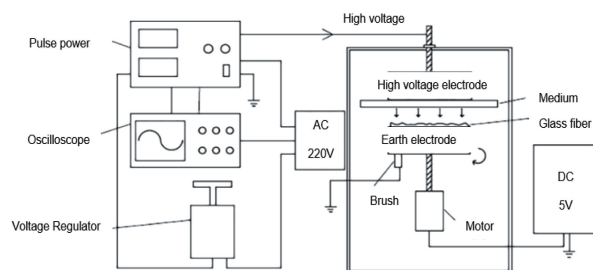 High voltage
Pulse power
High voltage electrode
Medium
Oscilloscope
AC
220V
Glass fiber
Earth electrode
DC
5V
Brush
Motor
Voltage Regulator